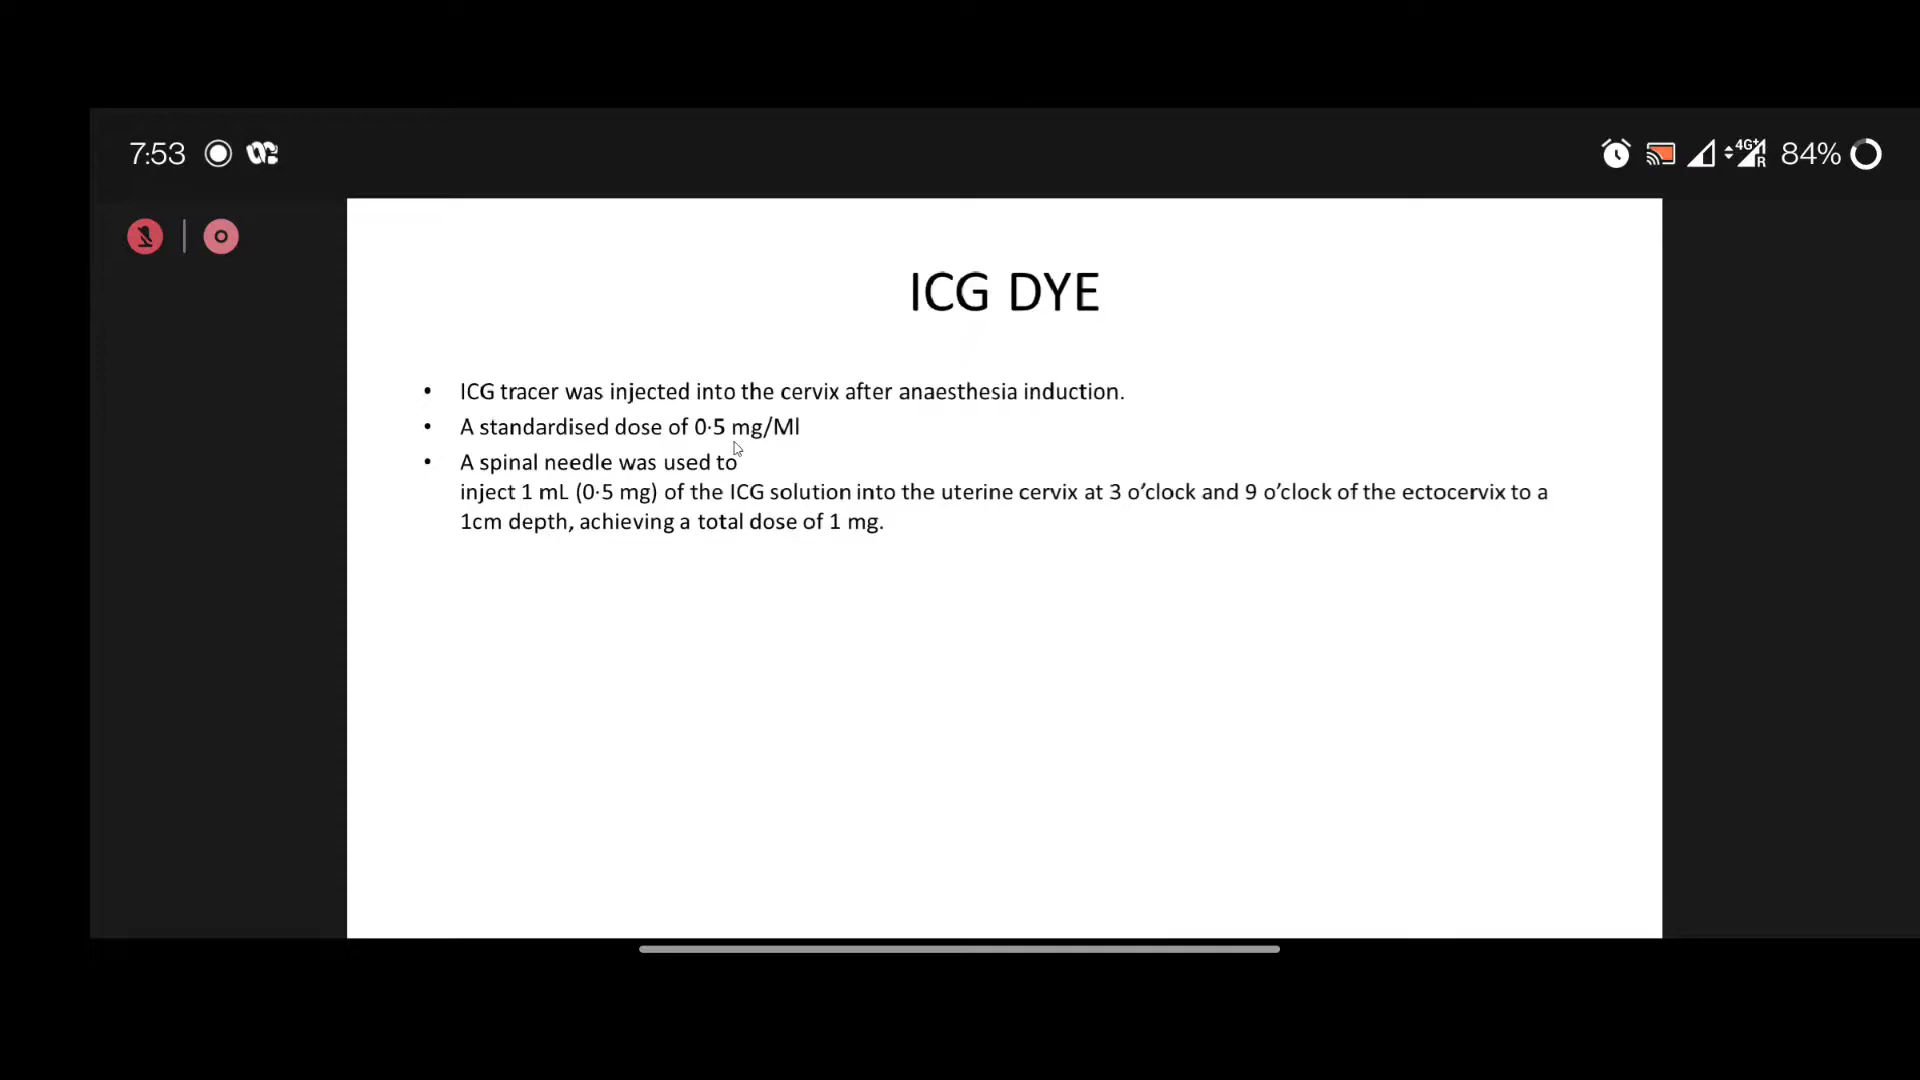 7:53
4G+
R
84%
ICG DYE
• ICG tracer was injected into the cervix after anaesthesia induction.
• A standardised dose of 0·5 mg/Ml
• A spinal needle was used to
inject 1 mL (0·5 mg) of the ICG solution into the uterine cervix at 3 o’clock and 9 o’clock of the ectocervix to a
1cm depth, achieving a total dose of 1 mg.